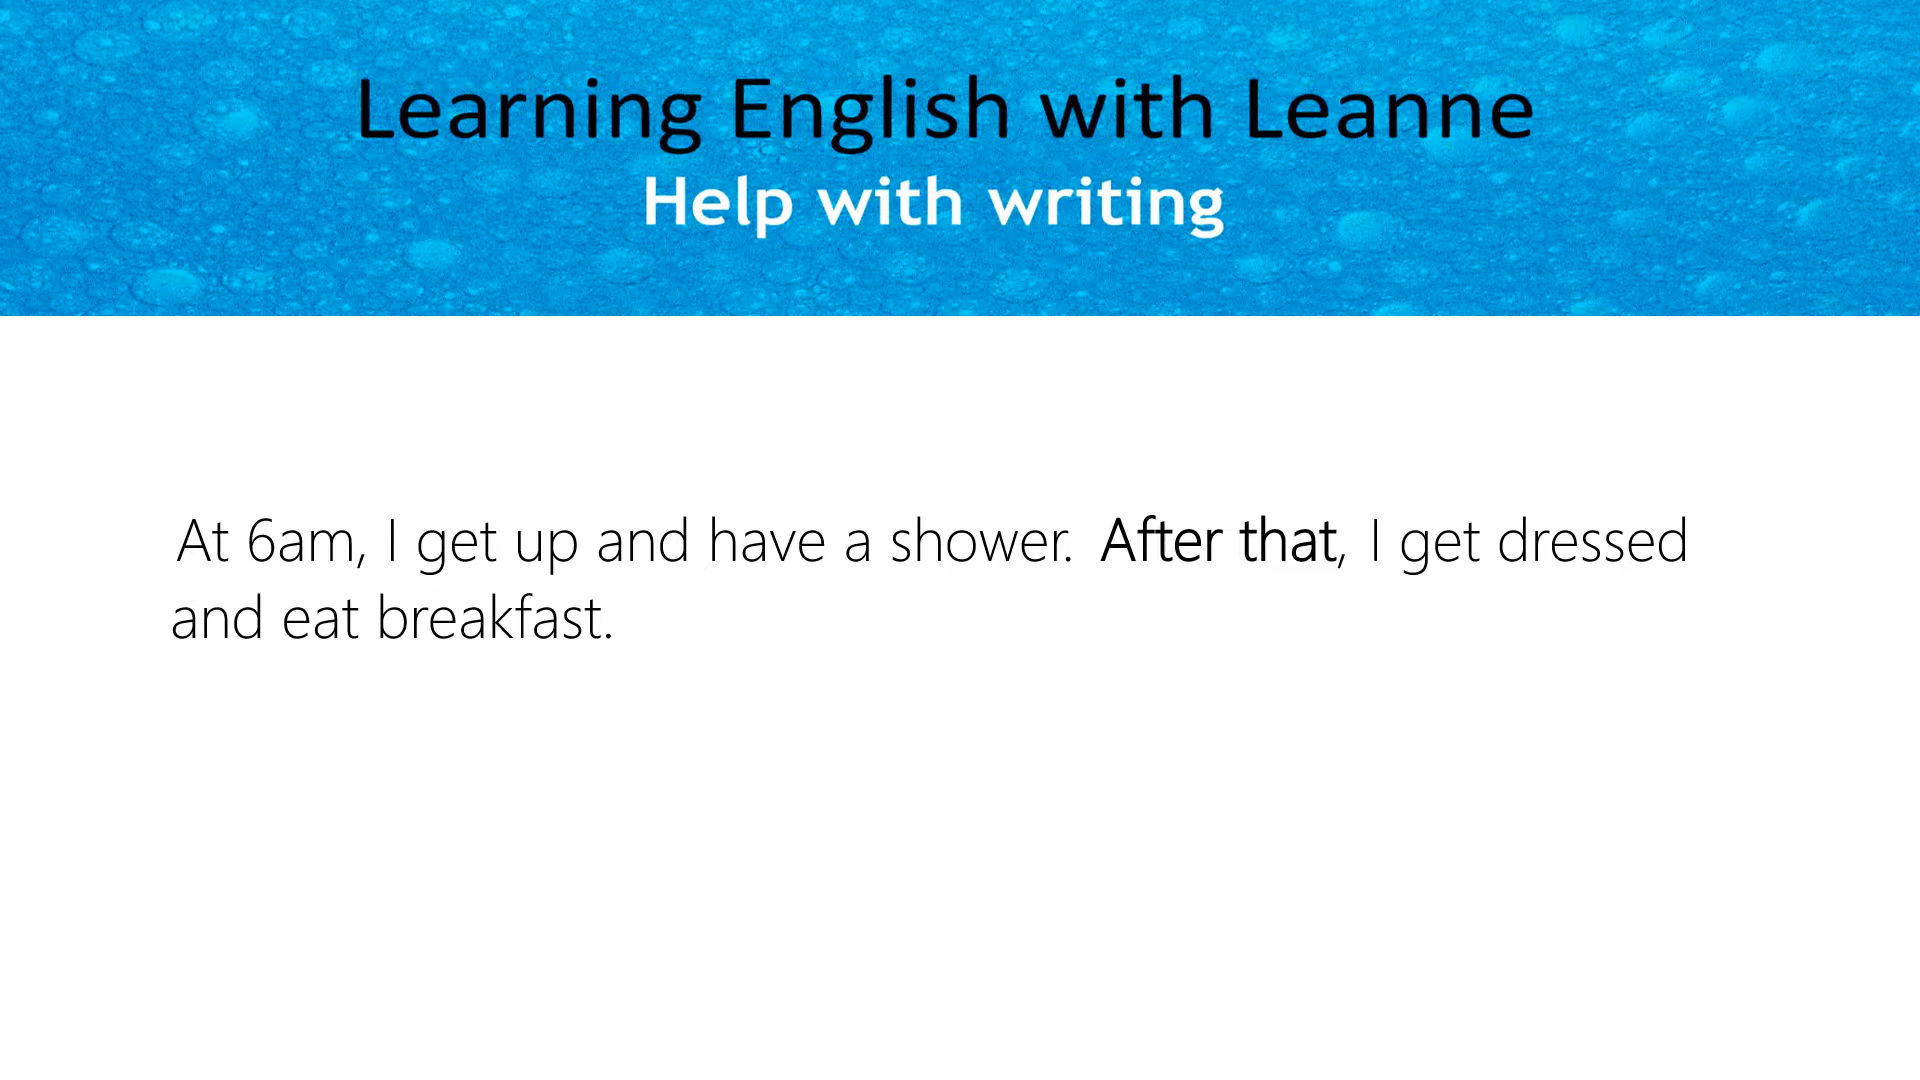 Learning English with Leanne
Help with writing
At 6am, I get up and have a shower. After that, I get dressed
and eat breakfast.